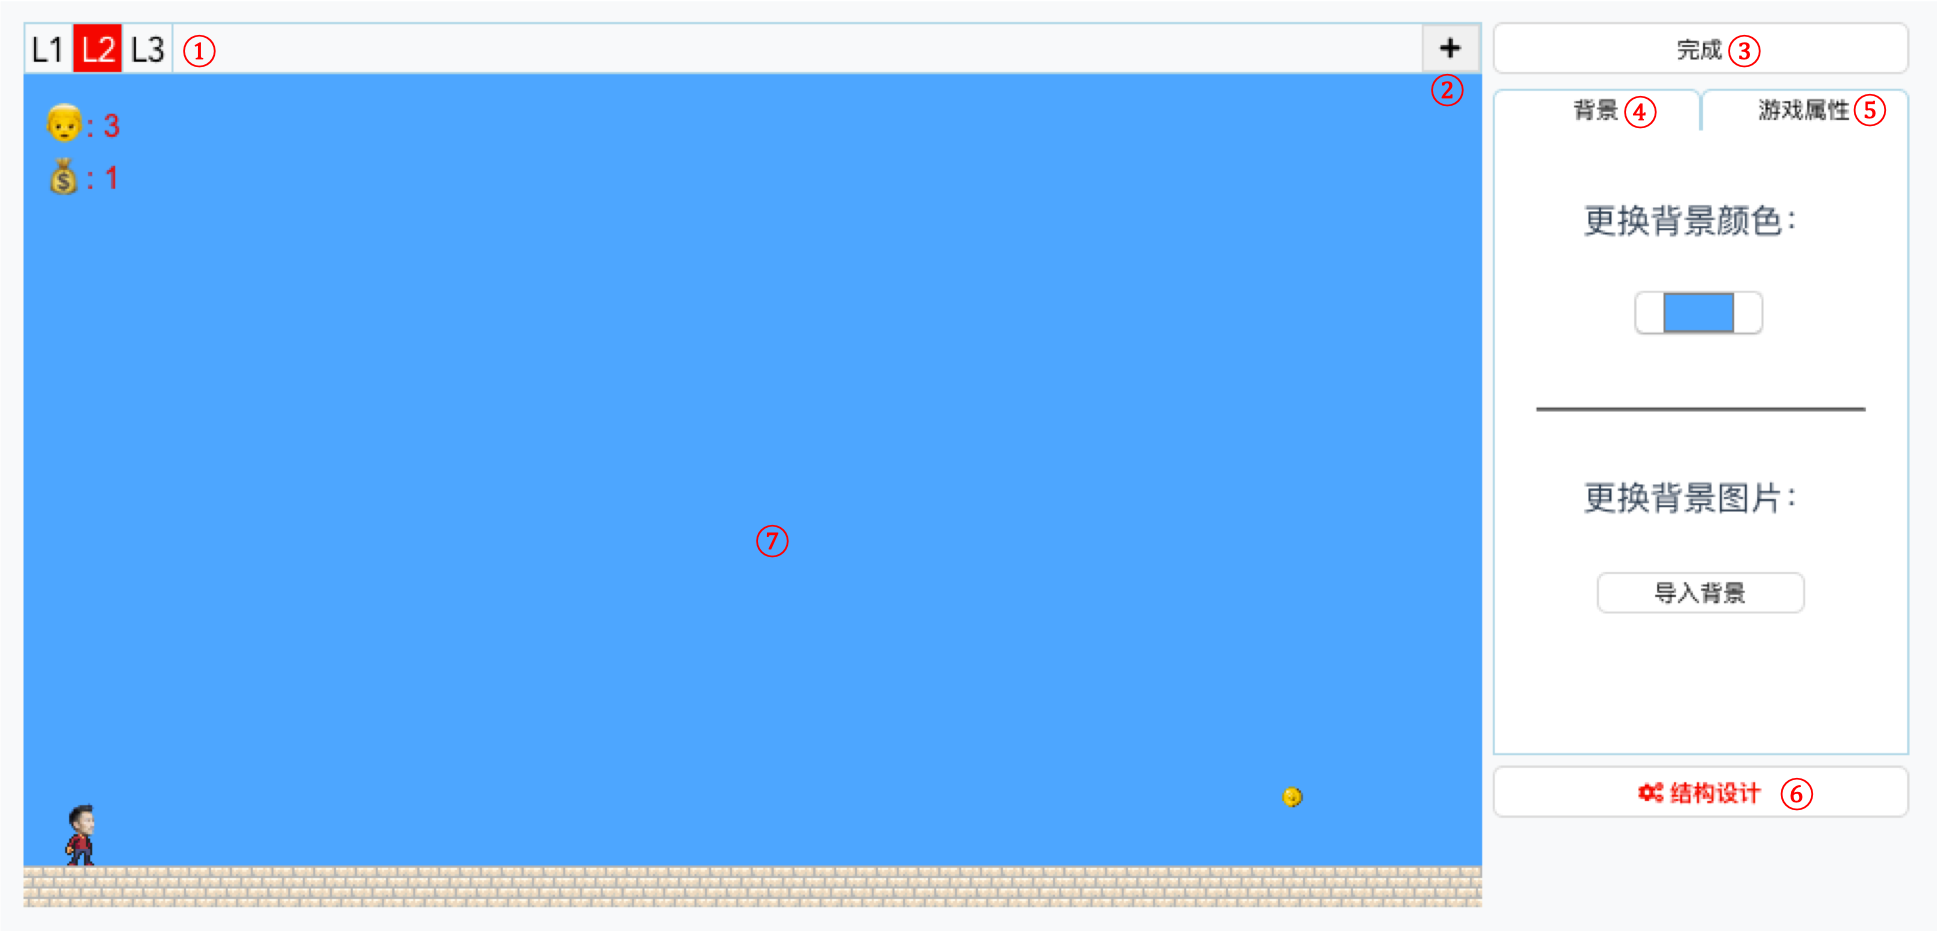 L1 L2 L3 ① +
②
: 3
$ : 1
⑦
完成 ③
背景 ④ 游戏属性 ⑤
更换背景颜色：
更换背景图片：
导入背景
结构设计 ⑥